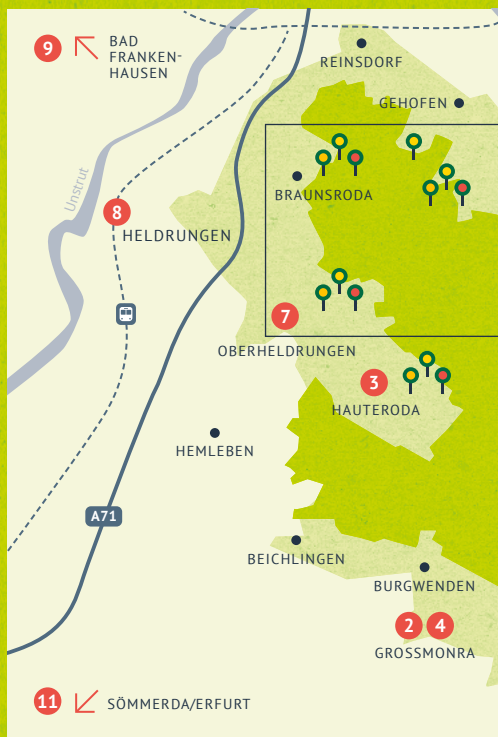 9
BAD
FRANKEN-
HAUSEN
REINSDORF
GEHOFEN
BRAUNSRODA
Unstrut
8
HELDRUNGEN
7
OBERHELDRUNGEN
3
HAUTERODA
HEMLEBEN
A71
BEICHLINGEN
BURGWENDEN
2 4
GROSSMONRA
11
SÖMMERDA/ERFURT